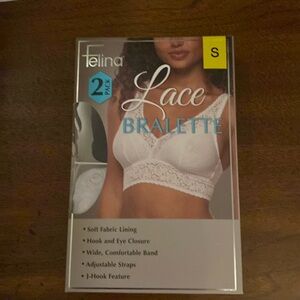 Felina
S
2
PACK
Lace
BRALETTE
• Soft Fabric Lining
• Hook and Eye Closure
• Wide, Comfortable Band
• Adjustable Straps
• J-Hook Feature